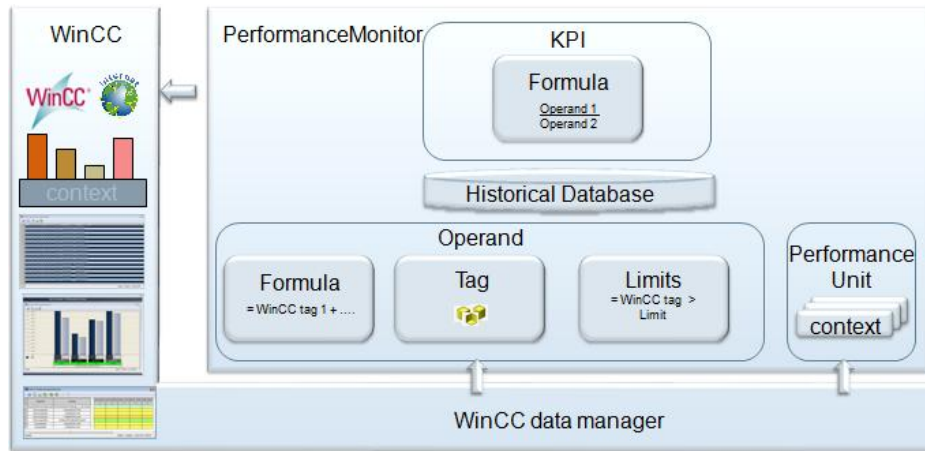 WinCC
WinCC
Internet
context
PerformanceMonitor
KPI
Formula
Operand 1
Operand 2
Historical Database
Operand
Formula
= WinCC tag 1 + ....
Tag
Limits
= WinCC tag >
Limit
Performance
Unit
context
WinCC data manager